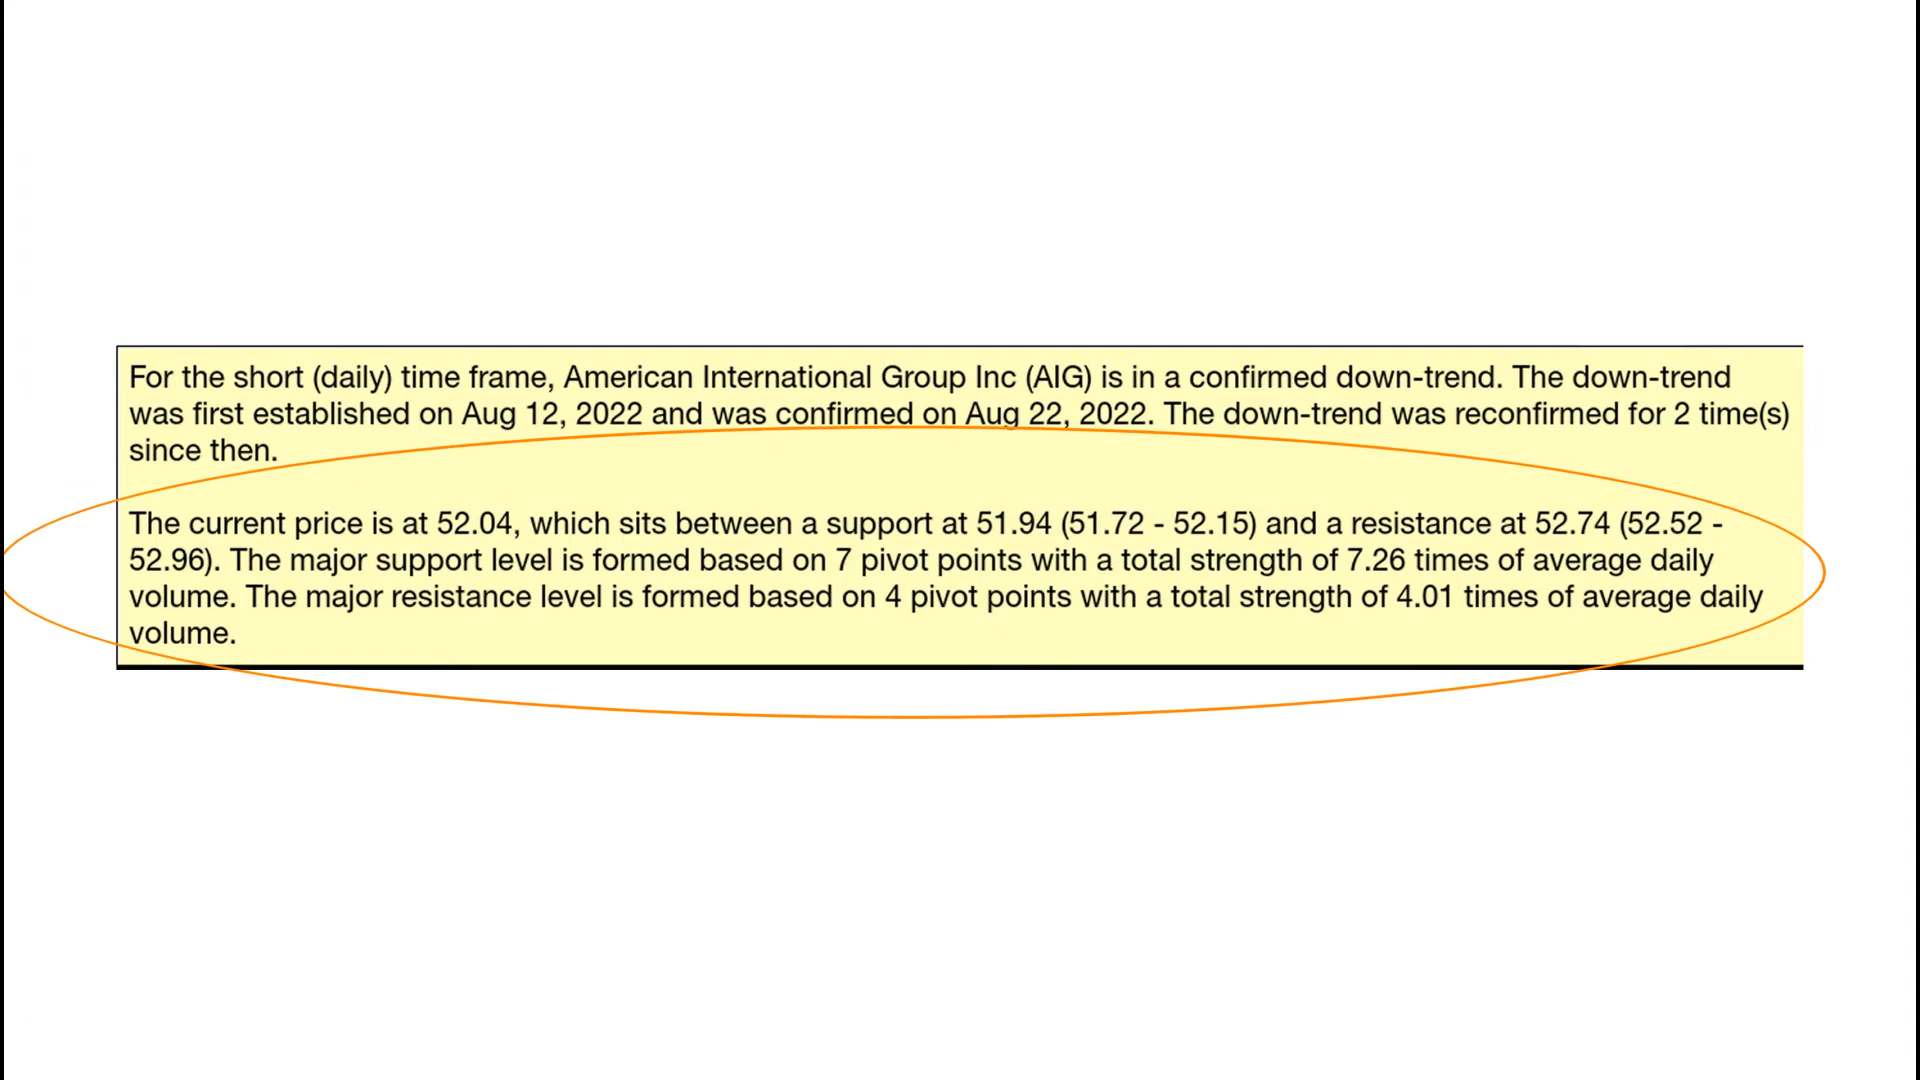 For the short (daily) time frame, American International Group Inc (AIG) is in a confirmed down-trend. The down-trend
was first established on Aug 12, 2022 and was confirmed on Aug 22, 2022. The down-trend was reconfirmed for 2 time(s)
since then.
The current price is at 52.04, which sits between a support at 51.94 (51.72 - 52.15) and a resistance at 52.74 (52.52 -
52.96). The major support level is formed based on 7 pivot points with a total strength of 7.26 times of average daily
volume. The major resistance level is formed based on 4 pivot points with a total strength of 4.01 times of average daily
volume.